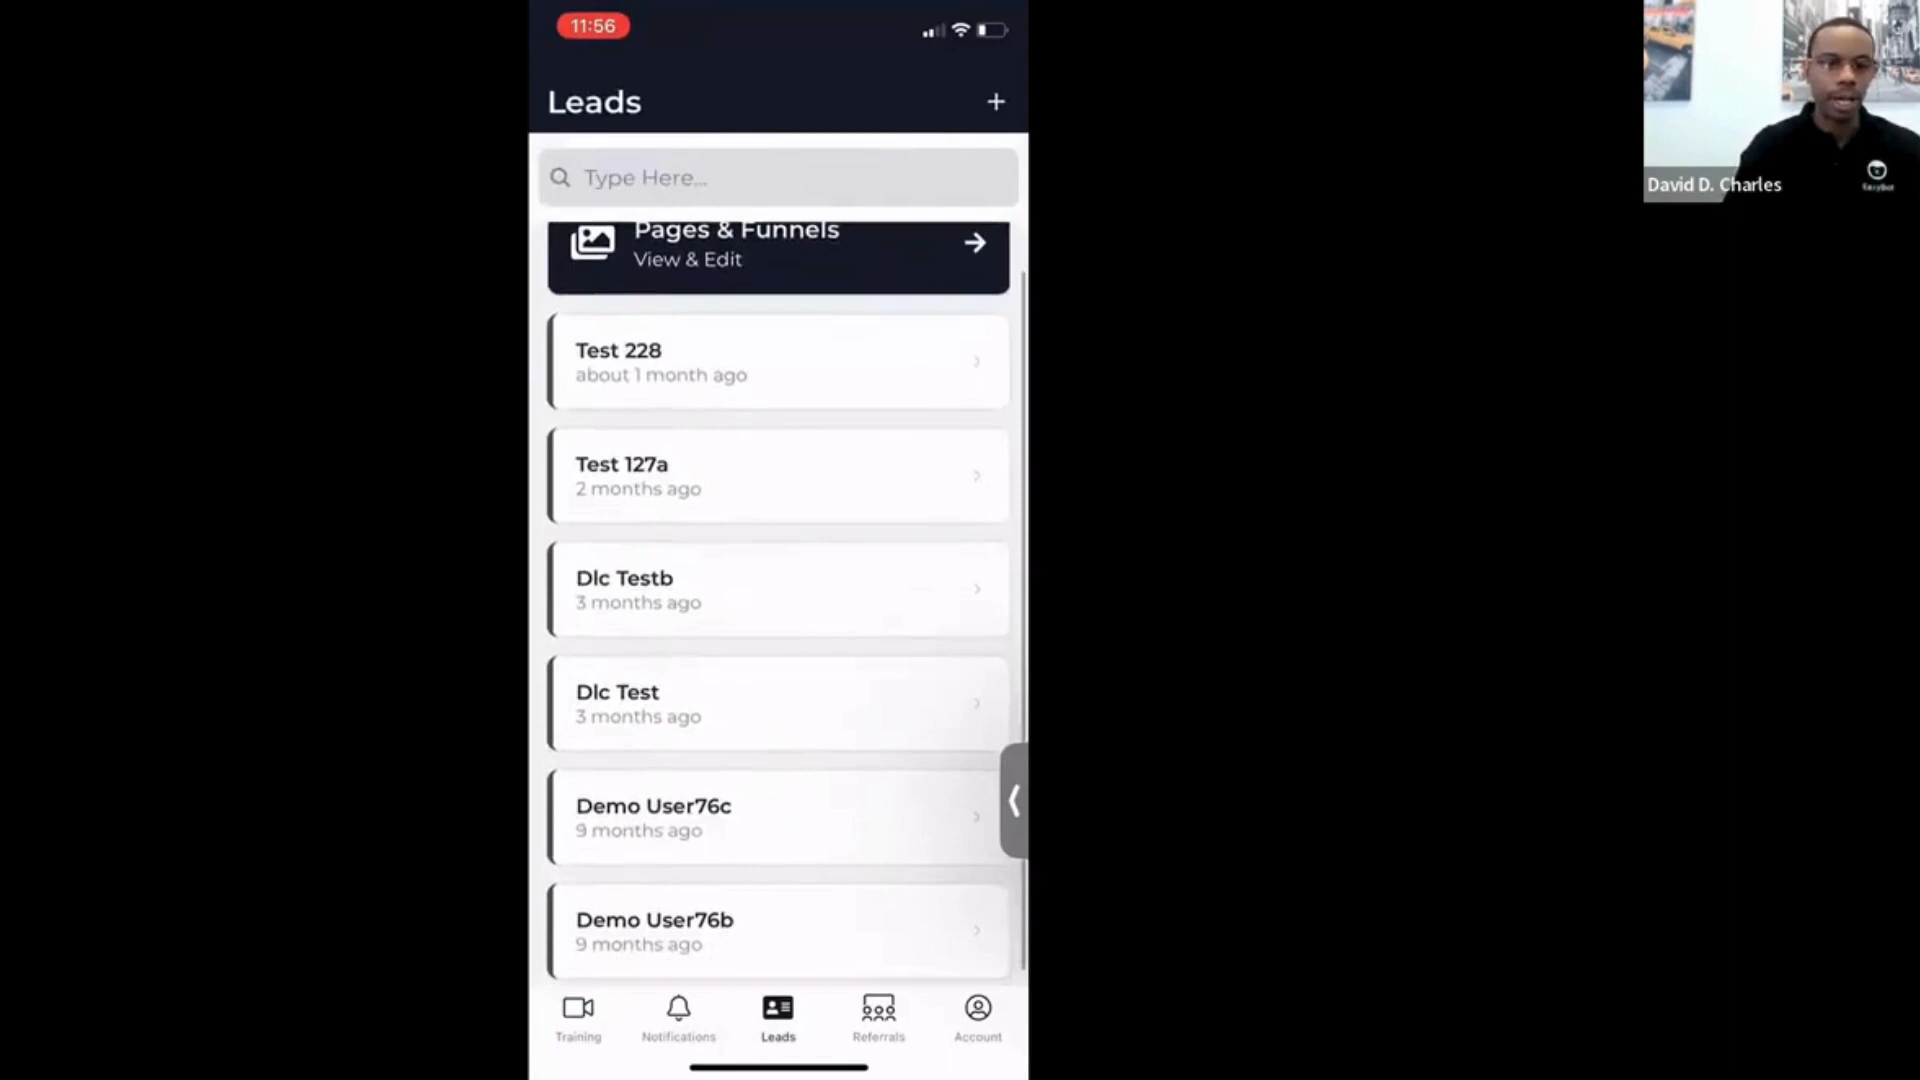 11:56
Leads
Type Here...
Pages & Funnels
View & Edit
Test 228
about 1 month ago
Test 127a
2 months ago
Dlc Testb
3 months ago
Dlc Test
3 months ago
Demo User76c
9 months ago
Demo User76b
9 months ago
Training
Notifications
Leads
Referrals
Account
David D. Charles